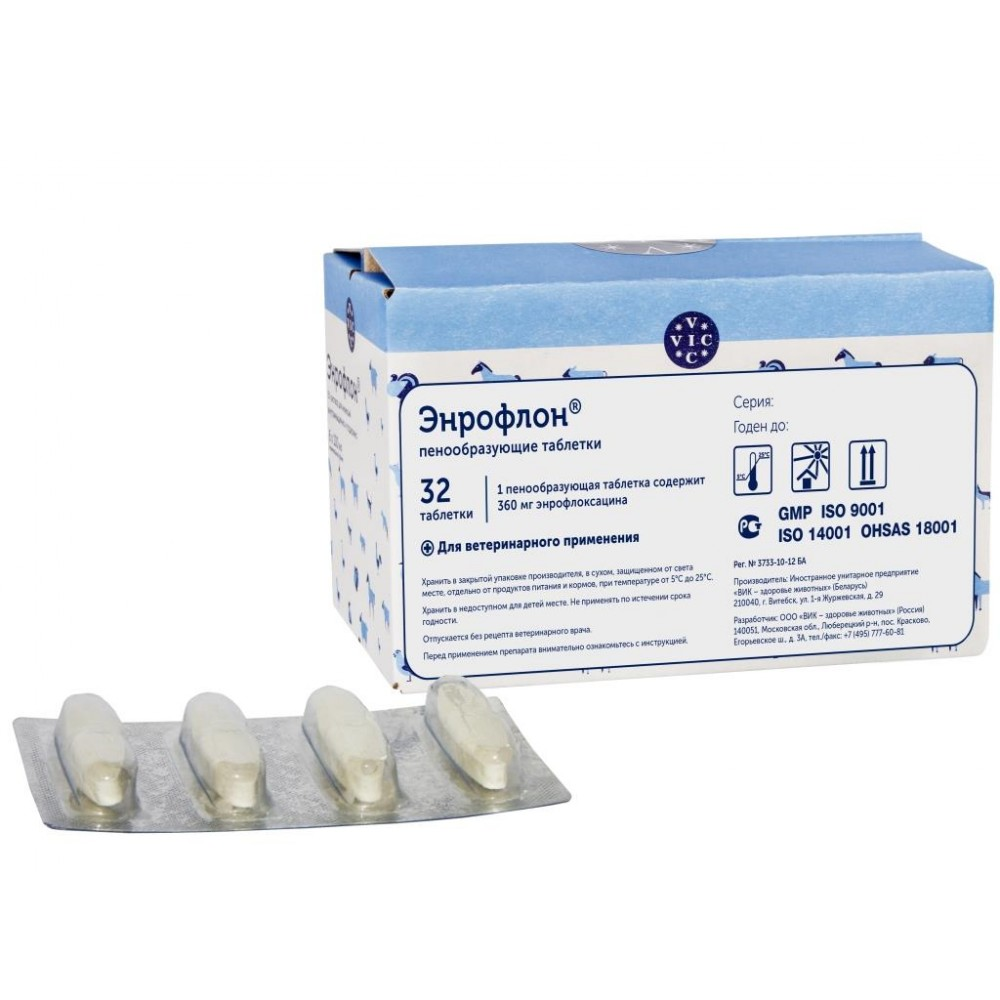 VIC
Энрофлон®
VVICC
Энрофлон®
пенообразующие таблетки
32
таблетки
1 пенообразующая таблетка содержит
360 мг энрофлоксацина
Для ветеринарного применения
Хранить в закрытой упаковке производителя, в сухом, защищенном от света
месте, отдельно от продуктов питания и кормов, при температуре от 5°С до 25°С.
Хранить в недоступном для детей месте. Не применять по истечении срока
годности.
Отпускается без рецепта ветеринарного врача.
Перед применением препарата внимательно ознакомьтесь с инструкцией.
Серия:
Годен до:
5°C 25°C
РСТ
GMP ISO 9001
ISO 14001 OHSAS 18001
Рег. № 3733-10-12 БА
Производитель: Иностранное унитарное предприятие
«ВИК – здоровье животных» (Беларусь)
210040, г. Витебск, ул. 1-я Журжевская, д. 29
Разработчик: ООО «ВИК – здоровье животных» (Россия)
140051, Московская обл., Люберецкий р-н, пос. Красково,
Егорьевское ш., д. 3А, тел./факс: +7 (495) 777-60-81